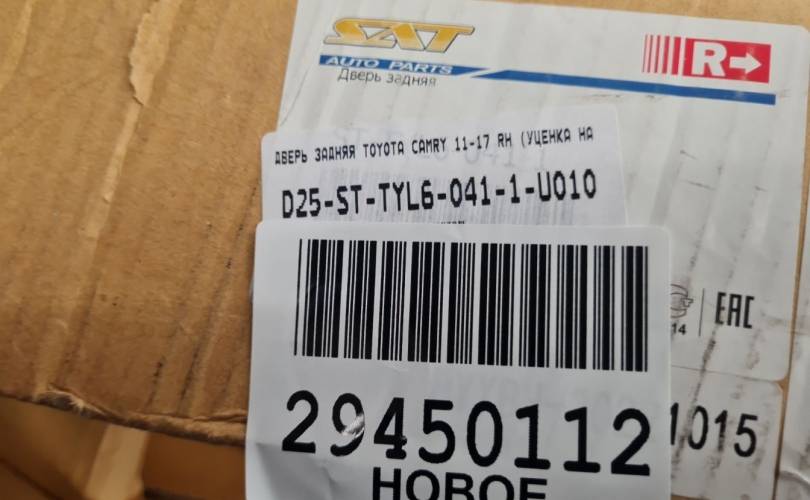 SAT
AUTO PARTS
R→
Дверь задняя
ДВЕРЬ ЗАДНЯЯ TOYOTA CAMRY 11-17 RH (УЦЕНКА НА
D25-ST-TYL6-041-1-U010
14
EAC
29450112
1015
НОВОЕ